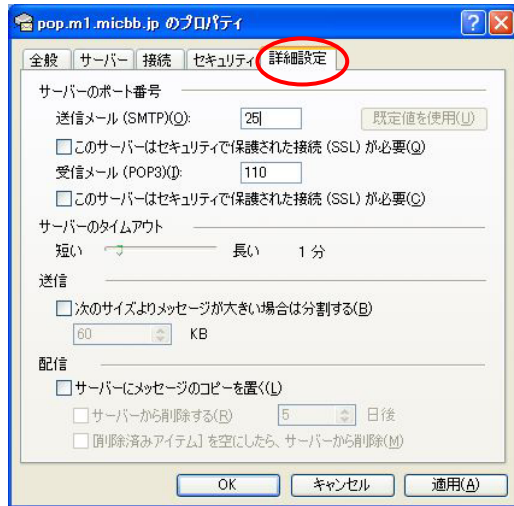 pop.m1.micbb.jp のプロパティ
全般 サーバー 接続 セキュリティ 詳細設定
サーバーのポート番号
送信メール (SMTP)(O): 25 既定値を使用(U)
このサーバーはセキュリティで保護された接続 (SSL) が必要(Q)
受信メール (POP3)(I): 110
このサーバーはセキュリティで保護された接続 (SSL) が必要(C)
サーバーのタイムアウト
短い 長い 1 分
送信
次のサイズよりメッセージが大きい場合は分割する(B)
60 KB
配信
サーバーにメッセージのコピーを置く(L)
サーバーから削除する(R) 5 日後
[削除済みアイテム] を空にしたら、サーバーから削除(M)
OK キャンセル 適用(A)